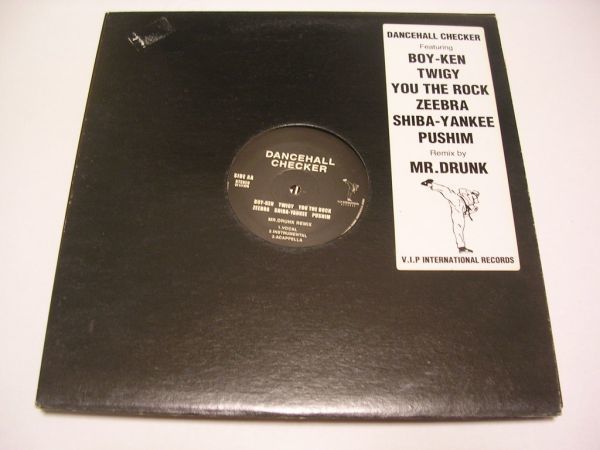 DANCEHALL CHECKER
Featuring
BOY-KEN
TWIGY
YOU THE ROCK
ZEEBRA
SHIBA-YANKEE
PUSHIM
Remix by
MR.DRUNK
V.I.P INTERNATIONAL RECORDS
DANCEHALL
CHECKER
SIDE AA
STEREO
BOY-KEN TWIGY YOU THE ROCK
ZEEBRA SHIBA-YANKEE PUSHIM
MR.DRUNK REMIX
1.VOCAL
2.INSTRUMENTAL
3.ACAPPELLA